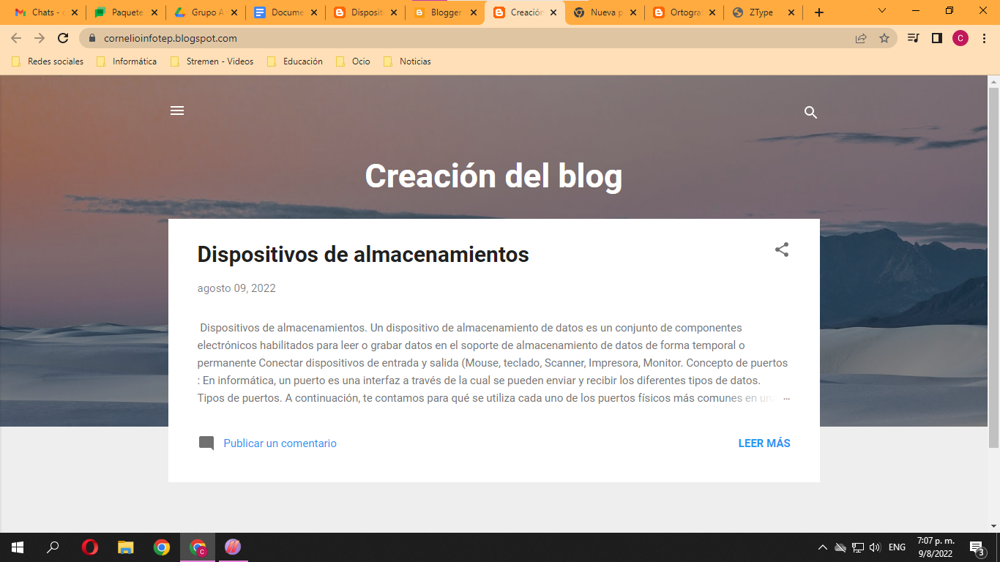 Chats - c
Paquete
Grupo A
Docume
Disposit
Blogger
Creación
Nueva p
Ortogra
ZType
cornelioinfotep.blogspot.com
C
Redes sociales
Informática
Stremen - Videos
Educación
Ocio
Noticias
Creación del blog
Dispositivos de almacenamientos
agosto 09, 2022
Dispositivos de almacenamientos. Un dispositivo de almacenamiento de datos es un conjunto de componentes
electrónicos habilitados para leer o grabar datos en el soporte de almacenamiento de datos de forma temporal o
permanente Conectar dispositivos de entrada y salida (Mouse, teclado, Scanner, Impresora, Monitor. Concepto de puertos
: En informática, un puerto es una interfaz a través de la cual se pueden enviar y recibir los diferentes tipos de datos.
Tipos de puertos. A continuación, te contamos para qué se utiliza cada uno de los puertos físicos más comunes en una ...
Publicar un comentario
LEER MÁS
C
ENG
7:07 p. m.
9/8/2022
3